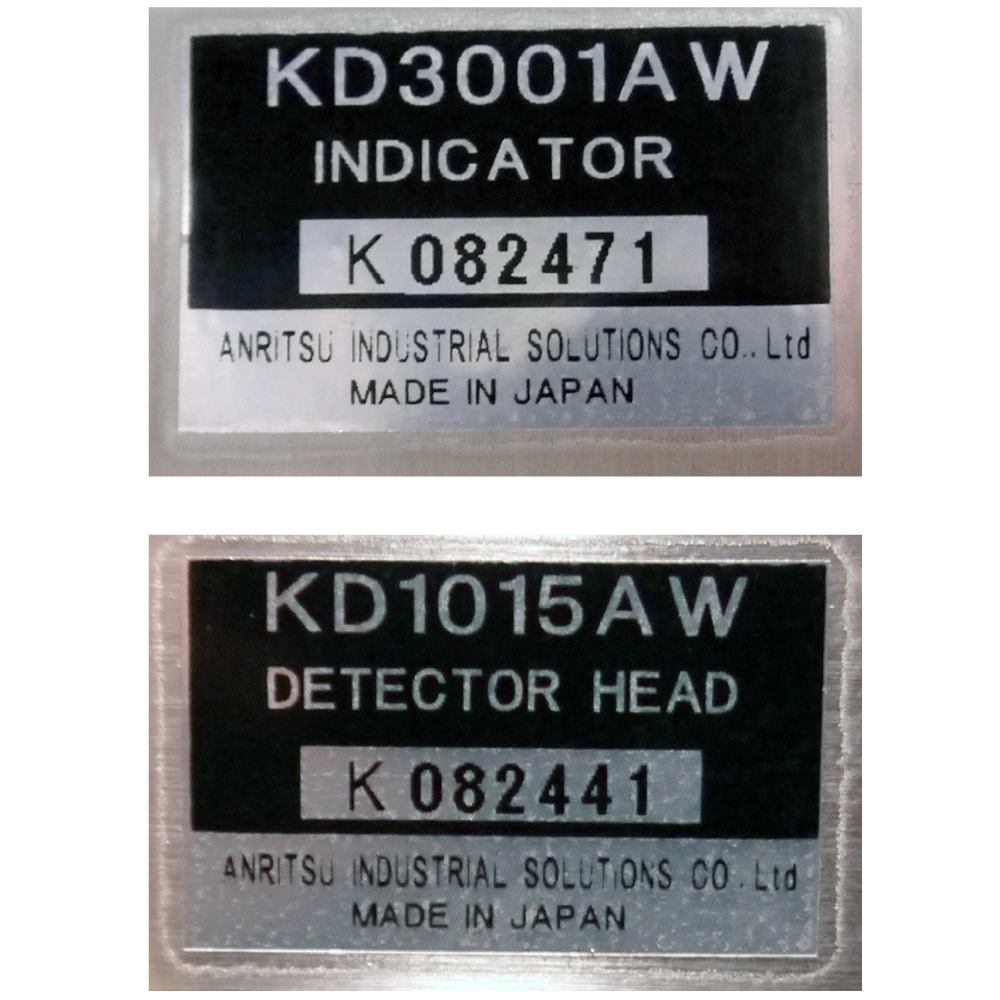 KD3001AW
INDICATOR
K 082471
ANRITSU INDUSTRIAL SOLUTIONS CO., Ltd
MADE IN JAPAN
KD1015AW
DETECTOR HEAD
K 082441
ANRITSU INDUSTRIAL SOLUTIONS CO., Ltd
MADE IN JAPAN